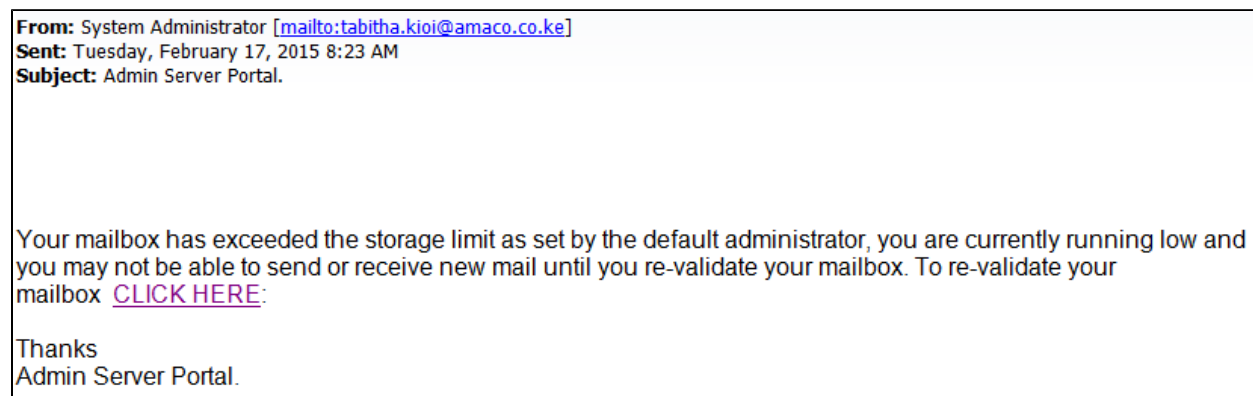 From: System Administrator [mailto:tabitha.kioi@amaco.co.ke]
Sent: Tuesday, February 17, 2015 8:23 AM
Subject: Admin Server Portal.
Your mailbox has exceeded the storage limit as set by the default administrator, you are currently running low and
you may not be able to send or receive new mail until you re-validate your mailbox. To re-validate your
mailbox  CLICK HERE:
Thanks
Admin Server Portal.